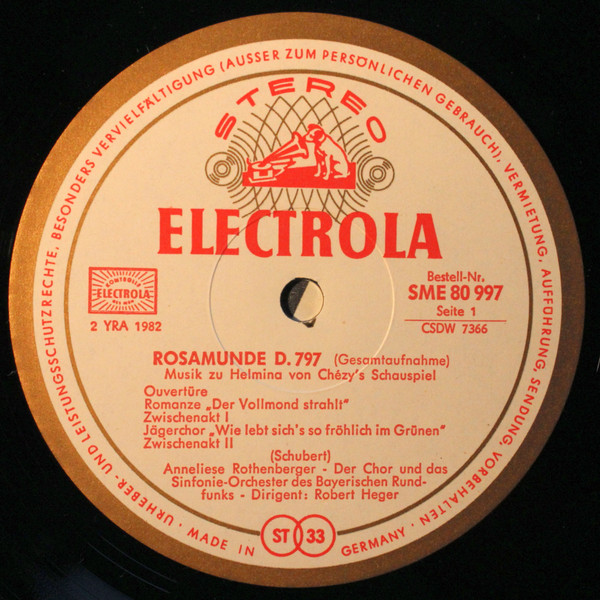 URHEBER- UND LEISTUNGSSCHUTZRECHTE, BESONDERS VERVIELFÄLTIGUNG (AUSSER ZUM PERSÖNLICHEN GEBRAUCH), VERMIETUNG, AUFFÜHRUNG, SENDUNG, VORBEHALTEN ·
STEREO
ELECTROLA
ELECTROLA
2 YRA 1982
Bestell-Nr.
SME 80 997
Seite 1
CSDW 7366
ROSAMUNDE D. 797 (Gesamtaufnahme)
Musik zu Helmina von Chézy's Schauspiel
Ouvertüre
Romanze „Der Vollmond strahlt"
Zwischenakt I
Jägerchor „Wie lebt sich's so fröhlich im Grünen"
Zwischenakt II
(Schubert)
Anneliese Rothenberger - Der Chor und das
Sinfonie-Orchester des Bayerischen Rund-
funks - Dirigent: Robert Heger
MADE IN ST 33 GERMANY ·